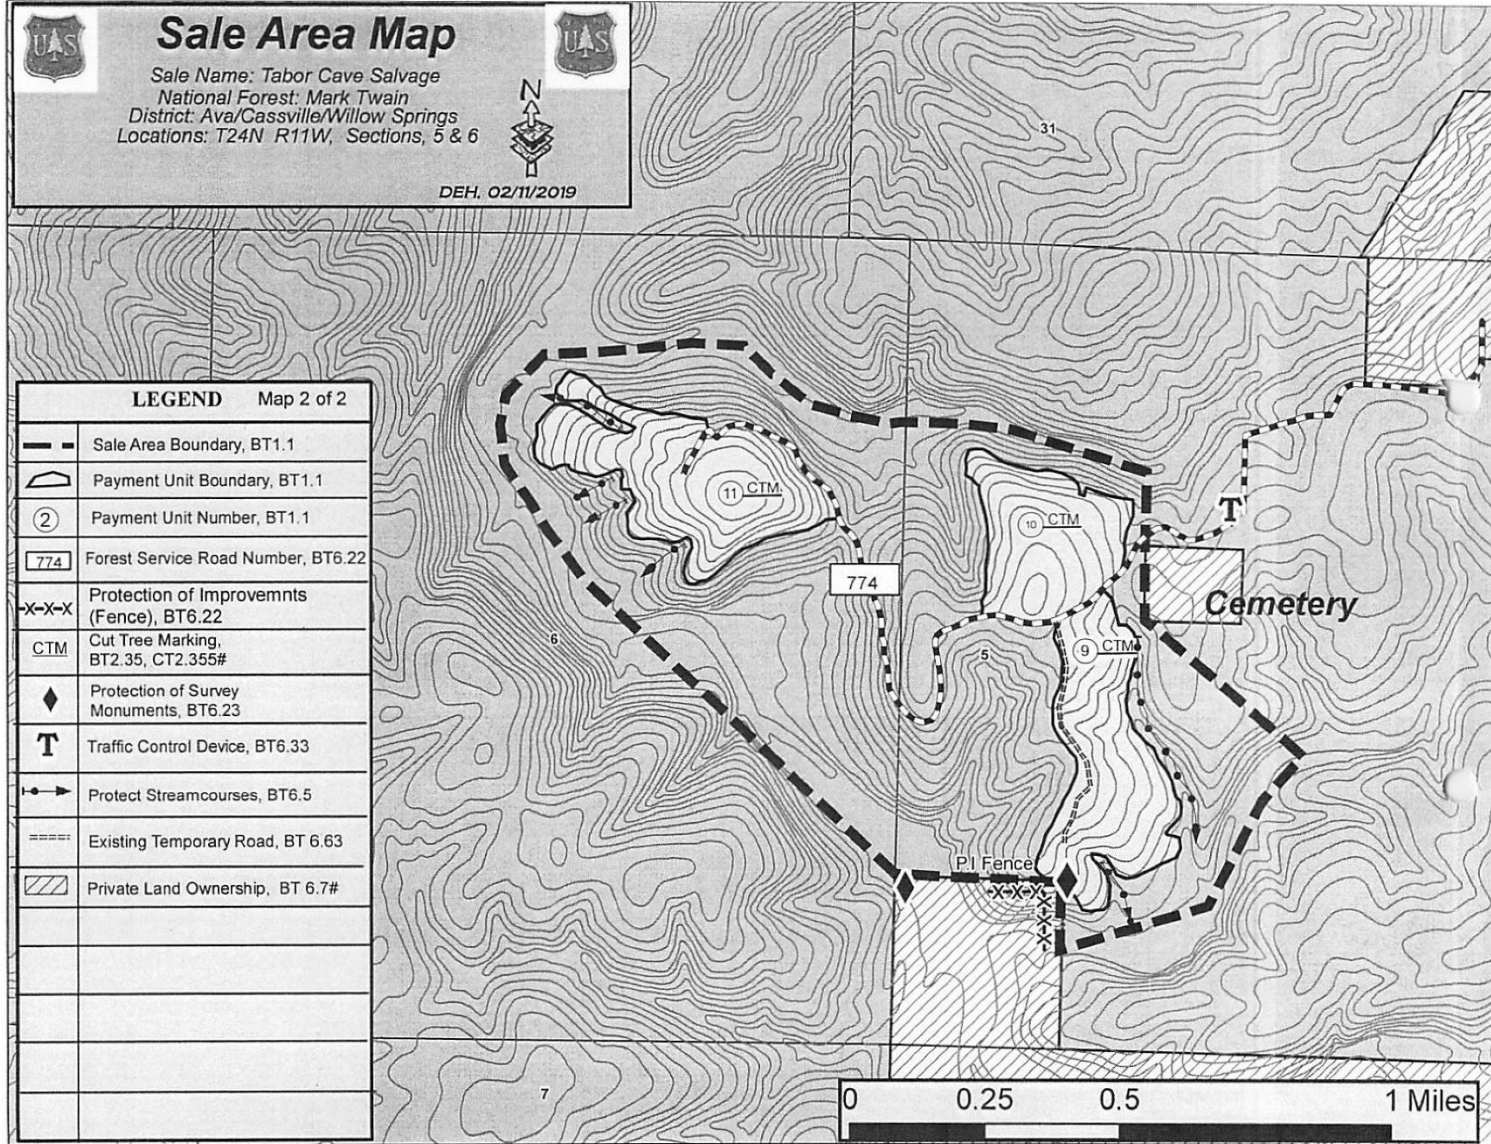 U S
Sale Area Map
U S
Sale Name: Tabor Cave Salvage
National Forest: Mark Twain
District: Ava/Cassville/Willow Springs
Locations: T24N R11W, Sections, 5 & 6
N
DEH. 02/11/2019
31
LEGEND Map 2 of 2
Sale Area Boundary, BT1.1
Payment Unit Boundary, BT1.1
2 Payment Unit Number, BT1.1
774 Forest Service Road Number, BT6.22
X-X-X Protection of Improvemnts
(Fence), BT6.22
CTM Cut Tree Marking,
BT2.35, CT2.355#
Protection of Survey
Monuments, BT6.23
T Traffic Control Device, BT6.33
Protect Streamcourses, BT6.5
Existing Temporary Road, BT 6.63
Private Land Ownership, BT 6.7#
11 CTM
10 CTM
T
774
Cemetery
6
5
9 CTM
P.I Fence
X X X
X
X
X
7
0 0.25 0.5 1 Miles